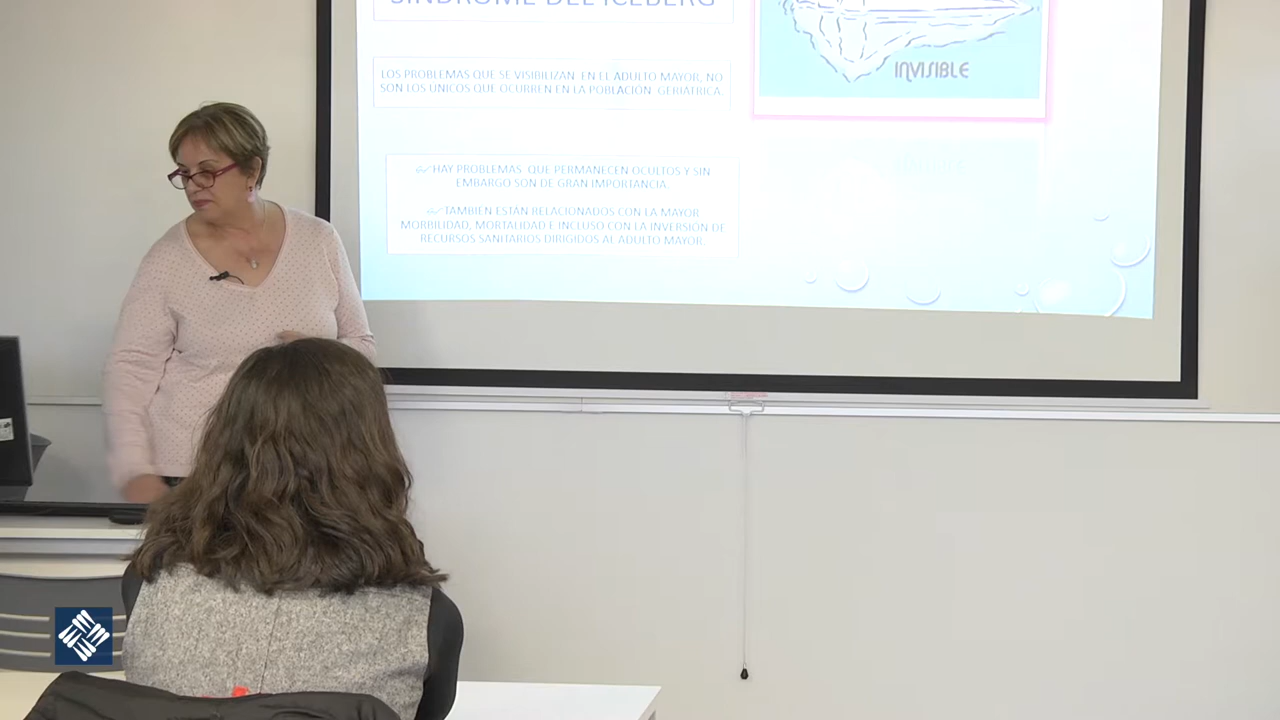 SÍNDROME DEL ICEBERG
INVISIBLE
LOS PROBLEMAS QUE SE VISIBILIZAN EN EL ADULTO MAYOR, NO
SON LOS ÚNICOS QUE OCURREN EN LA POBLACIÓN GERIÁTRICA.
HAY PROBLEMAS QUE PERMANECEN OCULTOS Y SIN
EMBARGO SON DE GRAN IMPORTANCIA.
TAMBIÉN ESTÁN RELACIONADOS CON LA MAYOR
MORBILIDAD, MORTALIDAD E INCLUSO CON LA INVERSIÓN DE
RECURSOS SANITARIOS DIRIGIDOS AL ADULTO MAYOR.